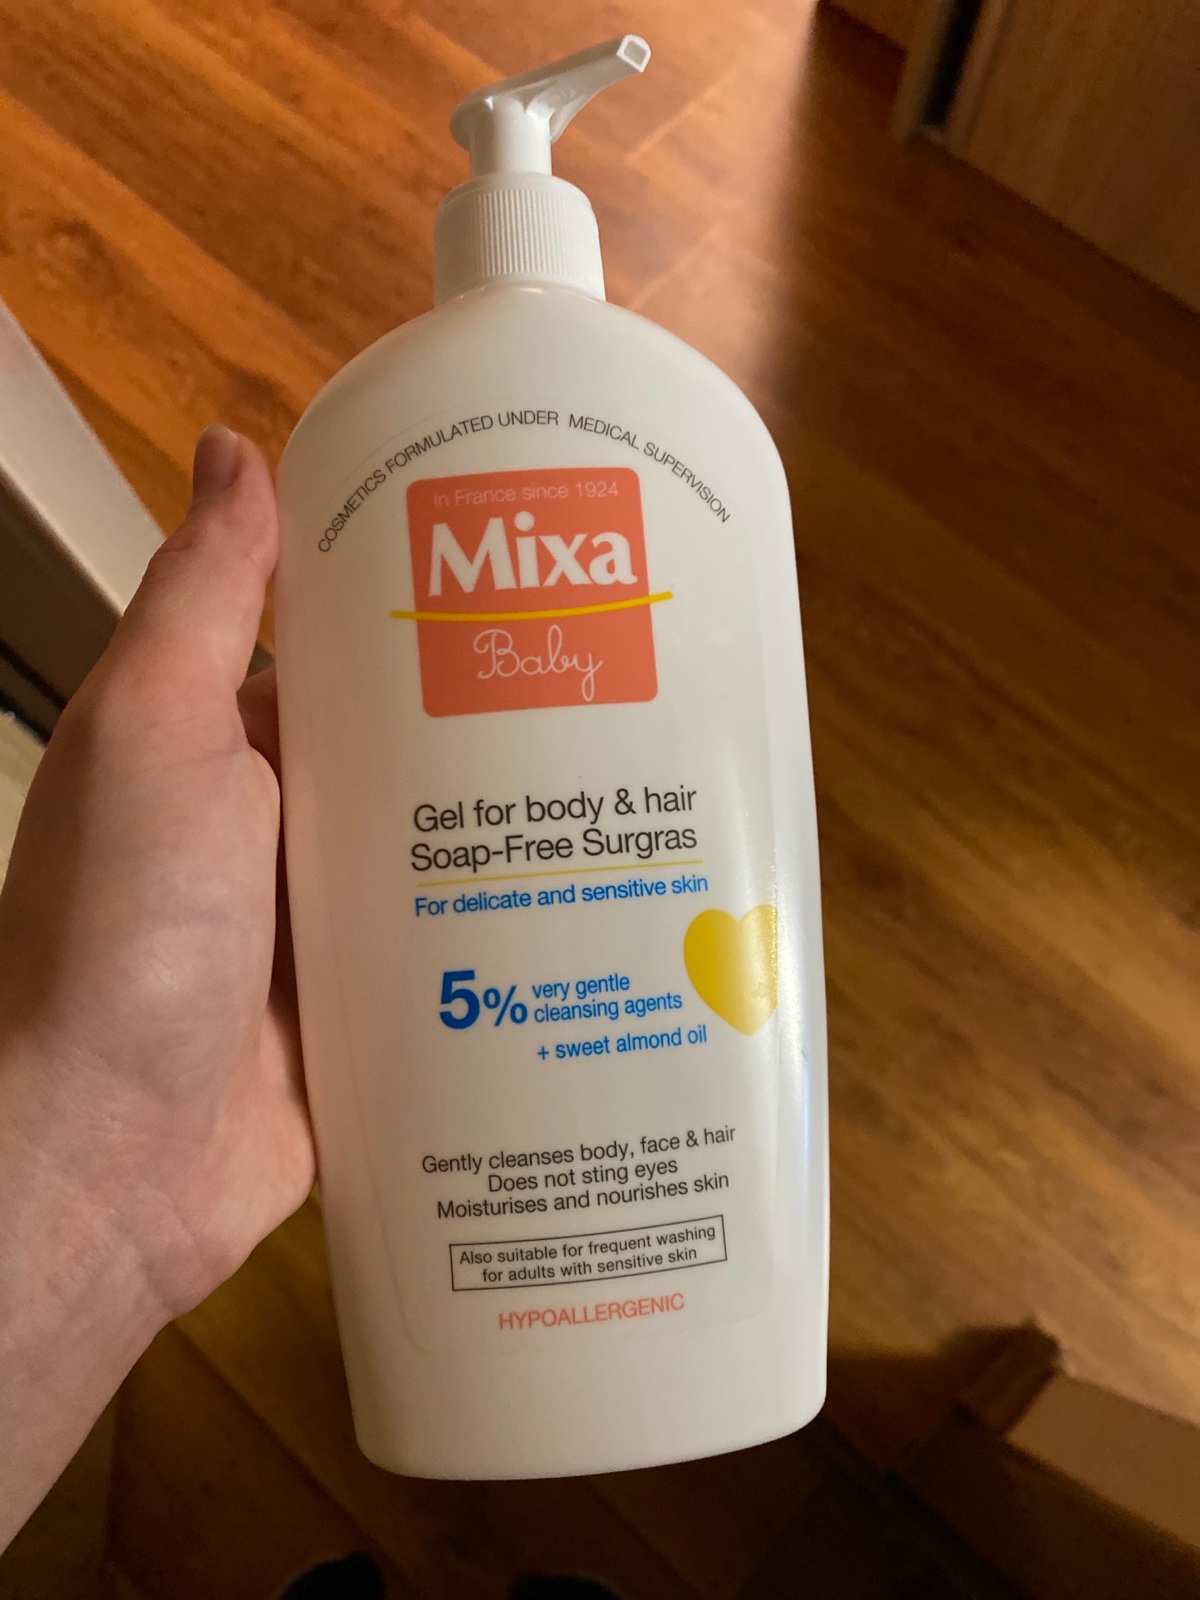 COSMETICS FORMULATED UNDER MEDICAL SUPERVISION
In France since 1924
Mixa
Baby
Gel for body & hair
Soap-Free Surgras
For delicate and sensitive skin
5% very gentle
cleansing agents
+ sweet almond oil
Gently cleanses body, face & hair
Does not sting eyes
Moisturises and nourishes skin
Also suitable for frequent washing
for adults with sensitive skin
HYPOALLERGENIC